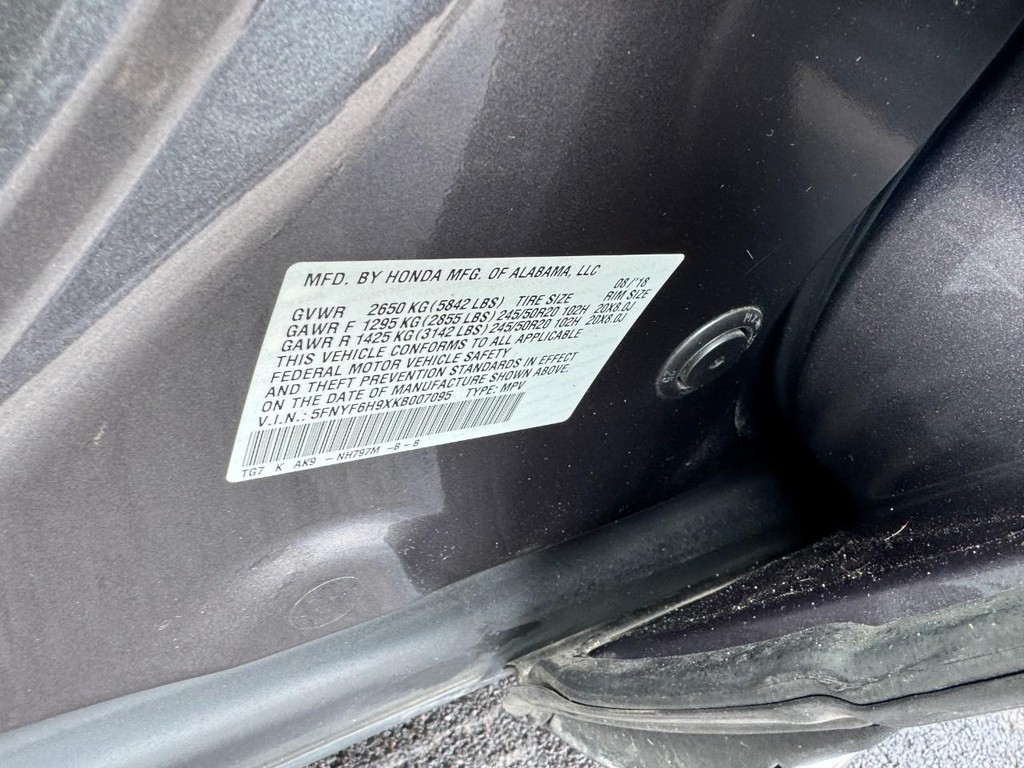 MFD. BY HONDA MFG. OF ALABAMA, LLC 08/'18
GVWR 2650 KG (5842 LBS) TIRE SIZE RIM SIZE
GAWR F 1295 KG (2855 LBS) 245/50R20 102H 20X8.0J
GAWR R 1425 KG (3142 LBS) 245/50R20 102H 20X8.0J
THIS VEHICLE CONFORMS TO ALL APPLICABLE
FEDERAL MOTOR VEHICLE SAFETY
AND THEFT PREVENTION STANDARDS IN EFFECT
ON THE DATE OF MANUFACTURE SHOWN ABOVE.
V.I.N.: 5FNYF6H9XKB007095 TYPE: MPV
TG7 K AK9 - NH797M -B-B